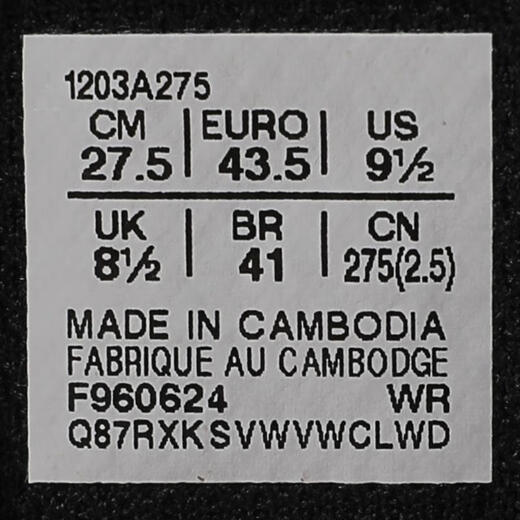 1203A275
CM | EURO | US
27.5 | 43.5 | 9½
UK | BR | CN
8½ | 41 | 275(2.5)
MADE IN CAMBODIA
FABRIQUE AU CAMBODGE
F960624 WR
Q87RXKSVWVWCLWD